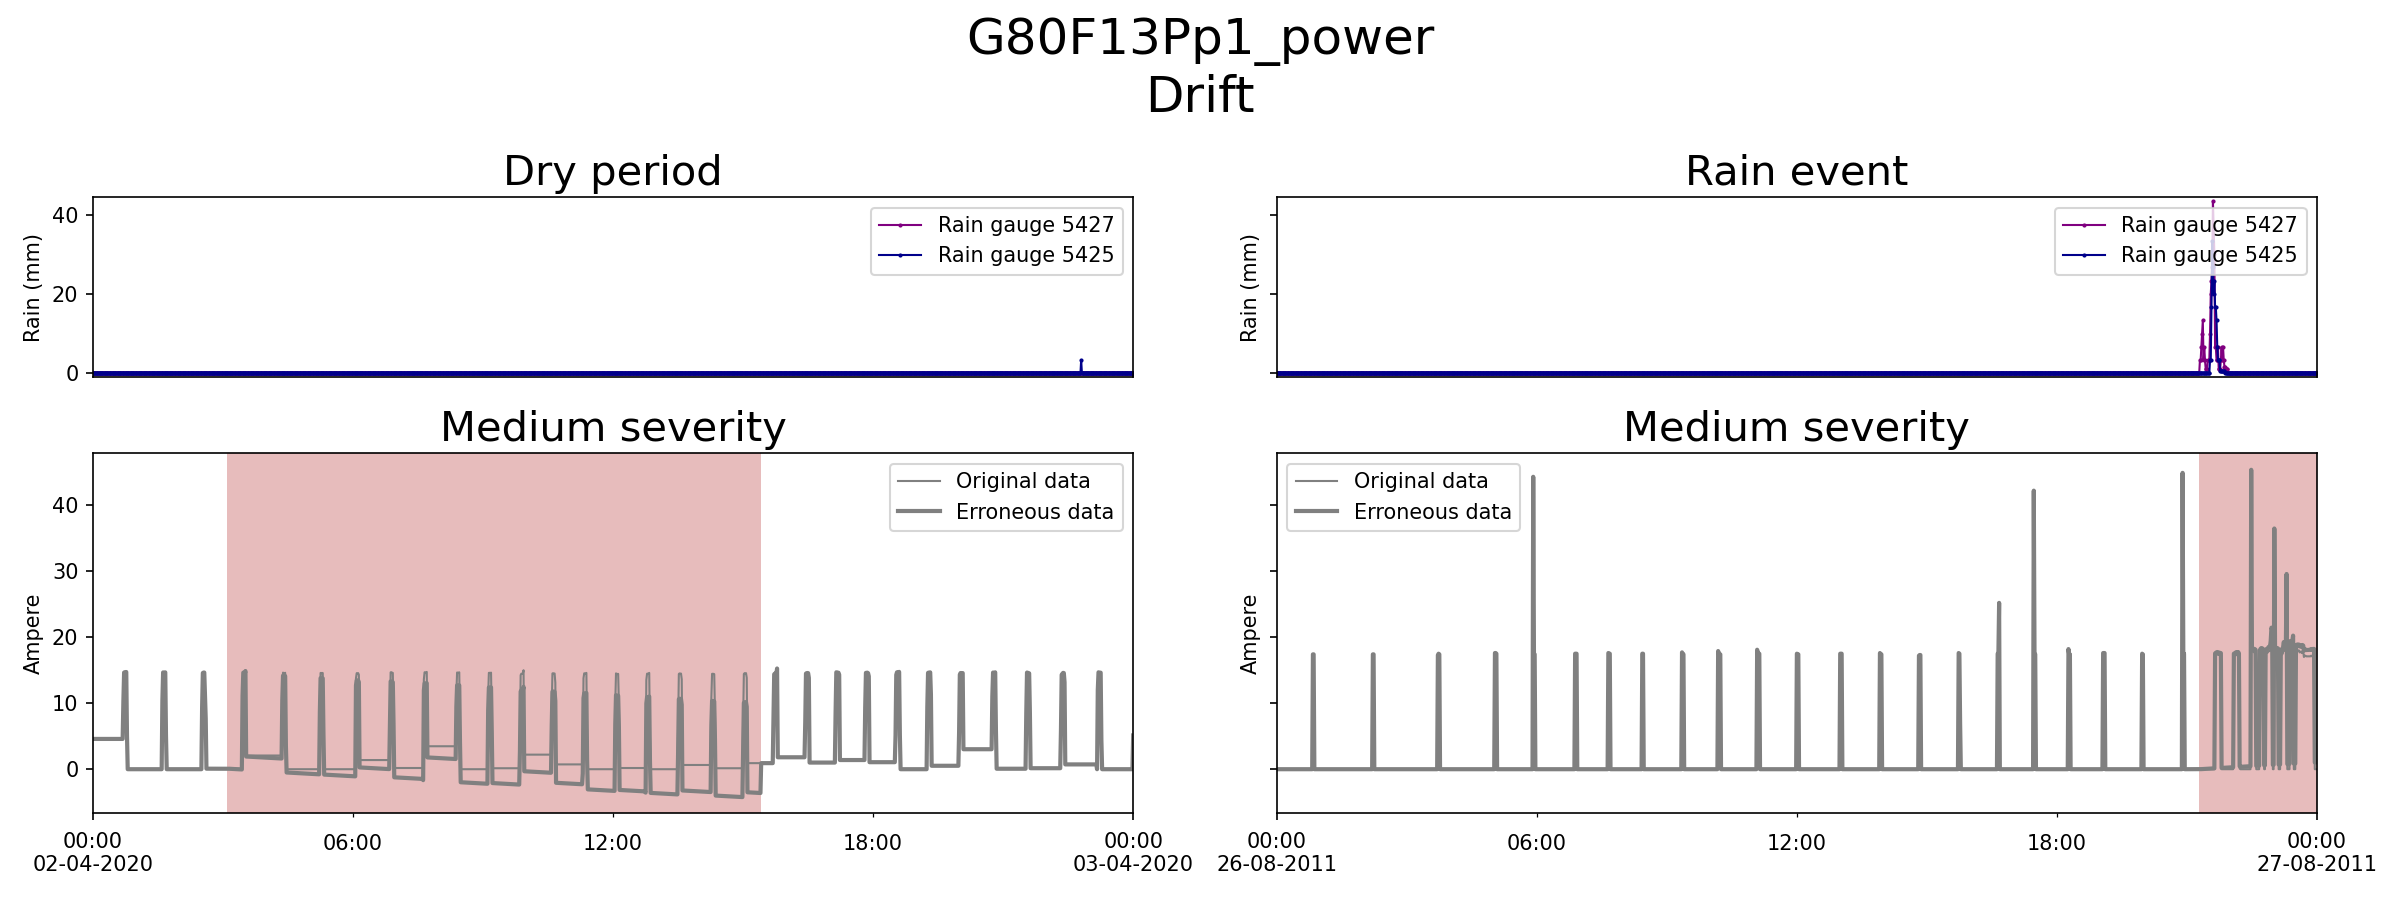 G80F13Pp1_power
Drift
Dry period
Rain event
40
20
0
Rain (mm)
Rain gauge 5427
Rain gauge 5425
Rain (mm)
Rain gauge 5427
Rain gauge 5425
Medium severity
Medium severity
40
30
20
10
0
Ampere
Original data
Erroneous data
Ampere
Original data
Erroneous data
00:00
02-04-2020
06:00
12:00
18:00
00:00
03-04-2020
00:00
26-08-2011
06:00
12:00
18:00
00:00
27-08-2011